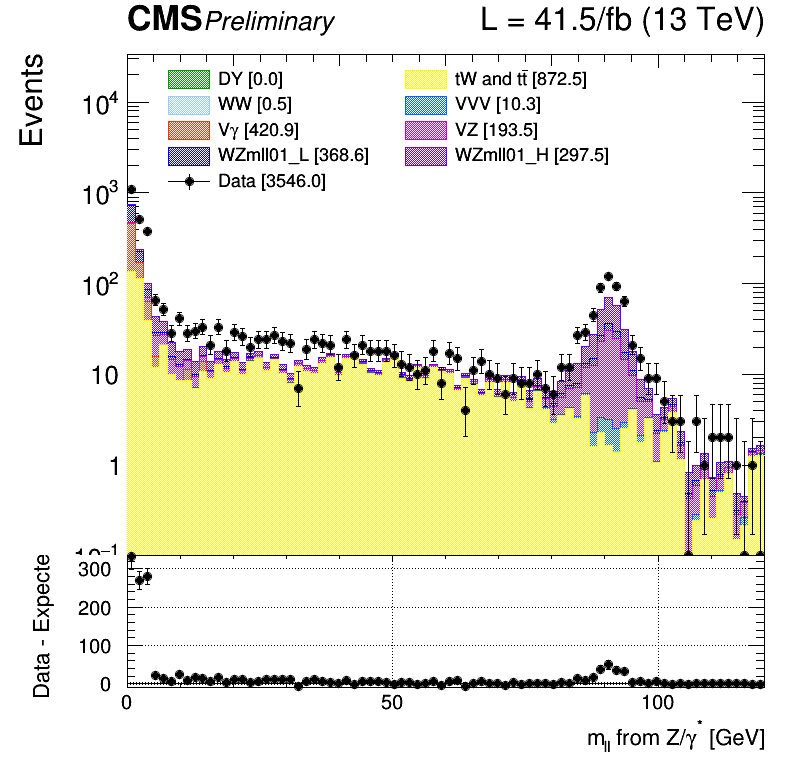 CMS Preliminary L = 41.5/fb (13 TeV)
Events
DY [0.0] tW and tt̄ [872.5]
WW [0.5] VVV [10.3]
Vγ [420.9] VZ [193.5]
WZmll01_L [368.6] WZmll01_H [297.5]
Data [3546.0]
10⁴
10³
10²
10
1
10⁻¹
Data - Expecte
300
200
100
0
0 50 100
m_ll from Z/γ* [GeV]